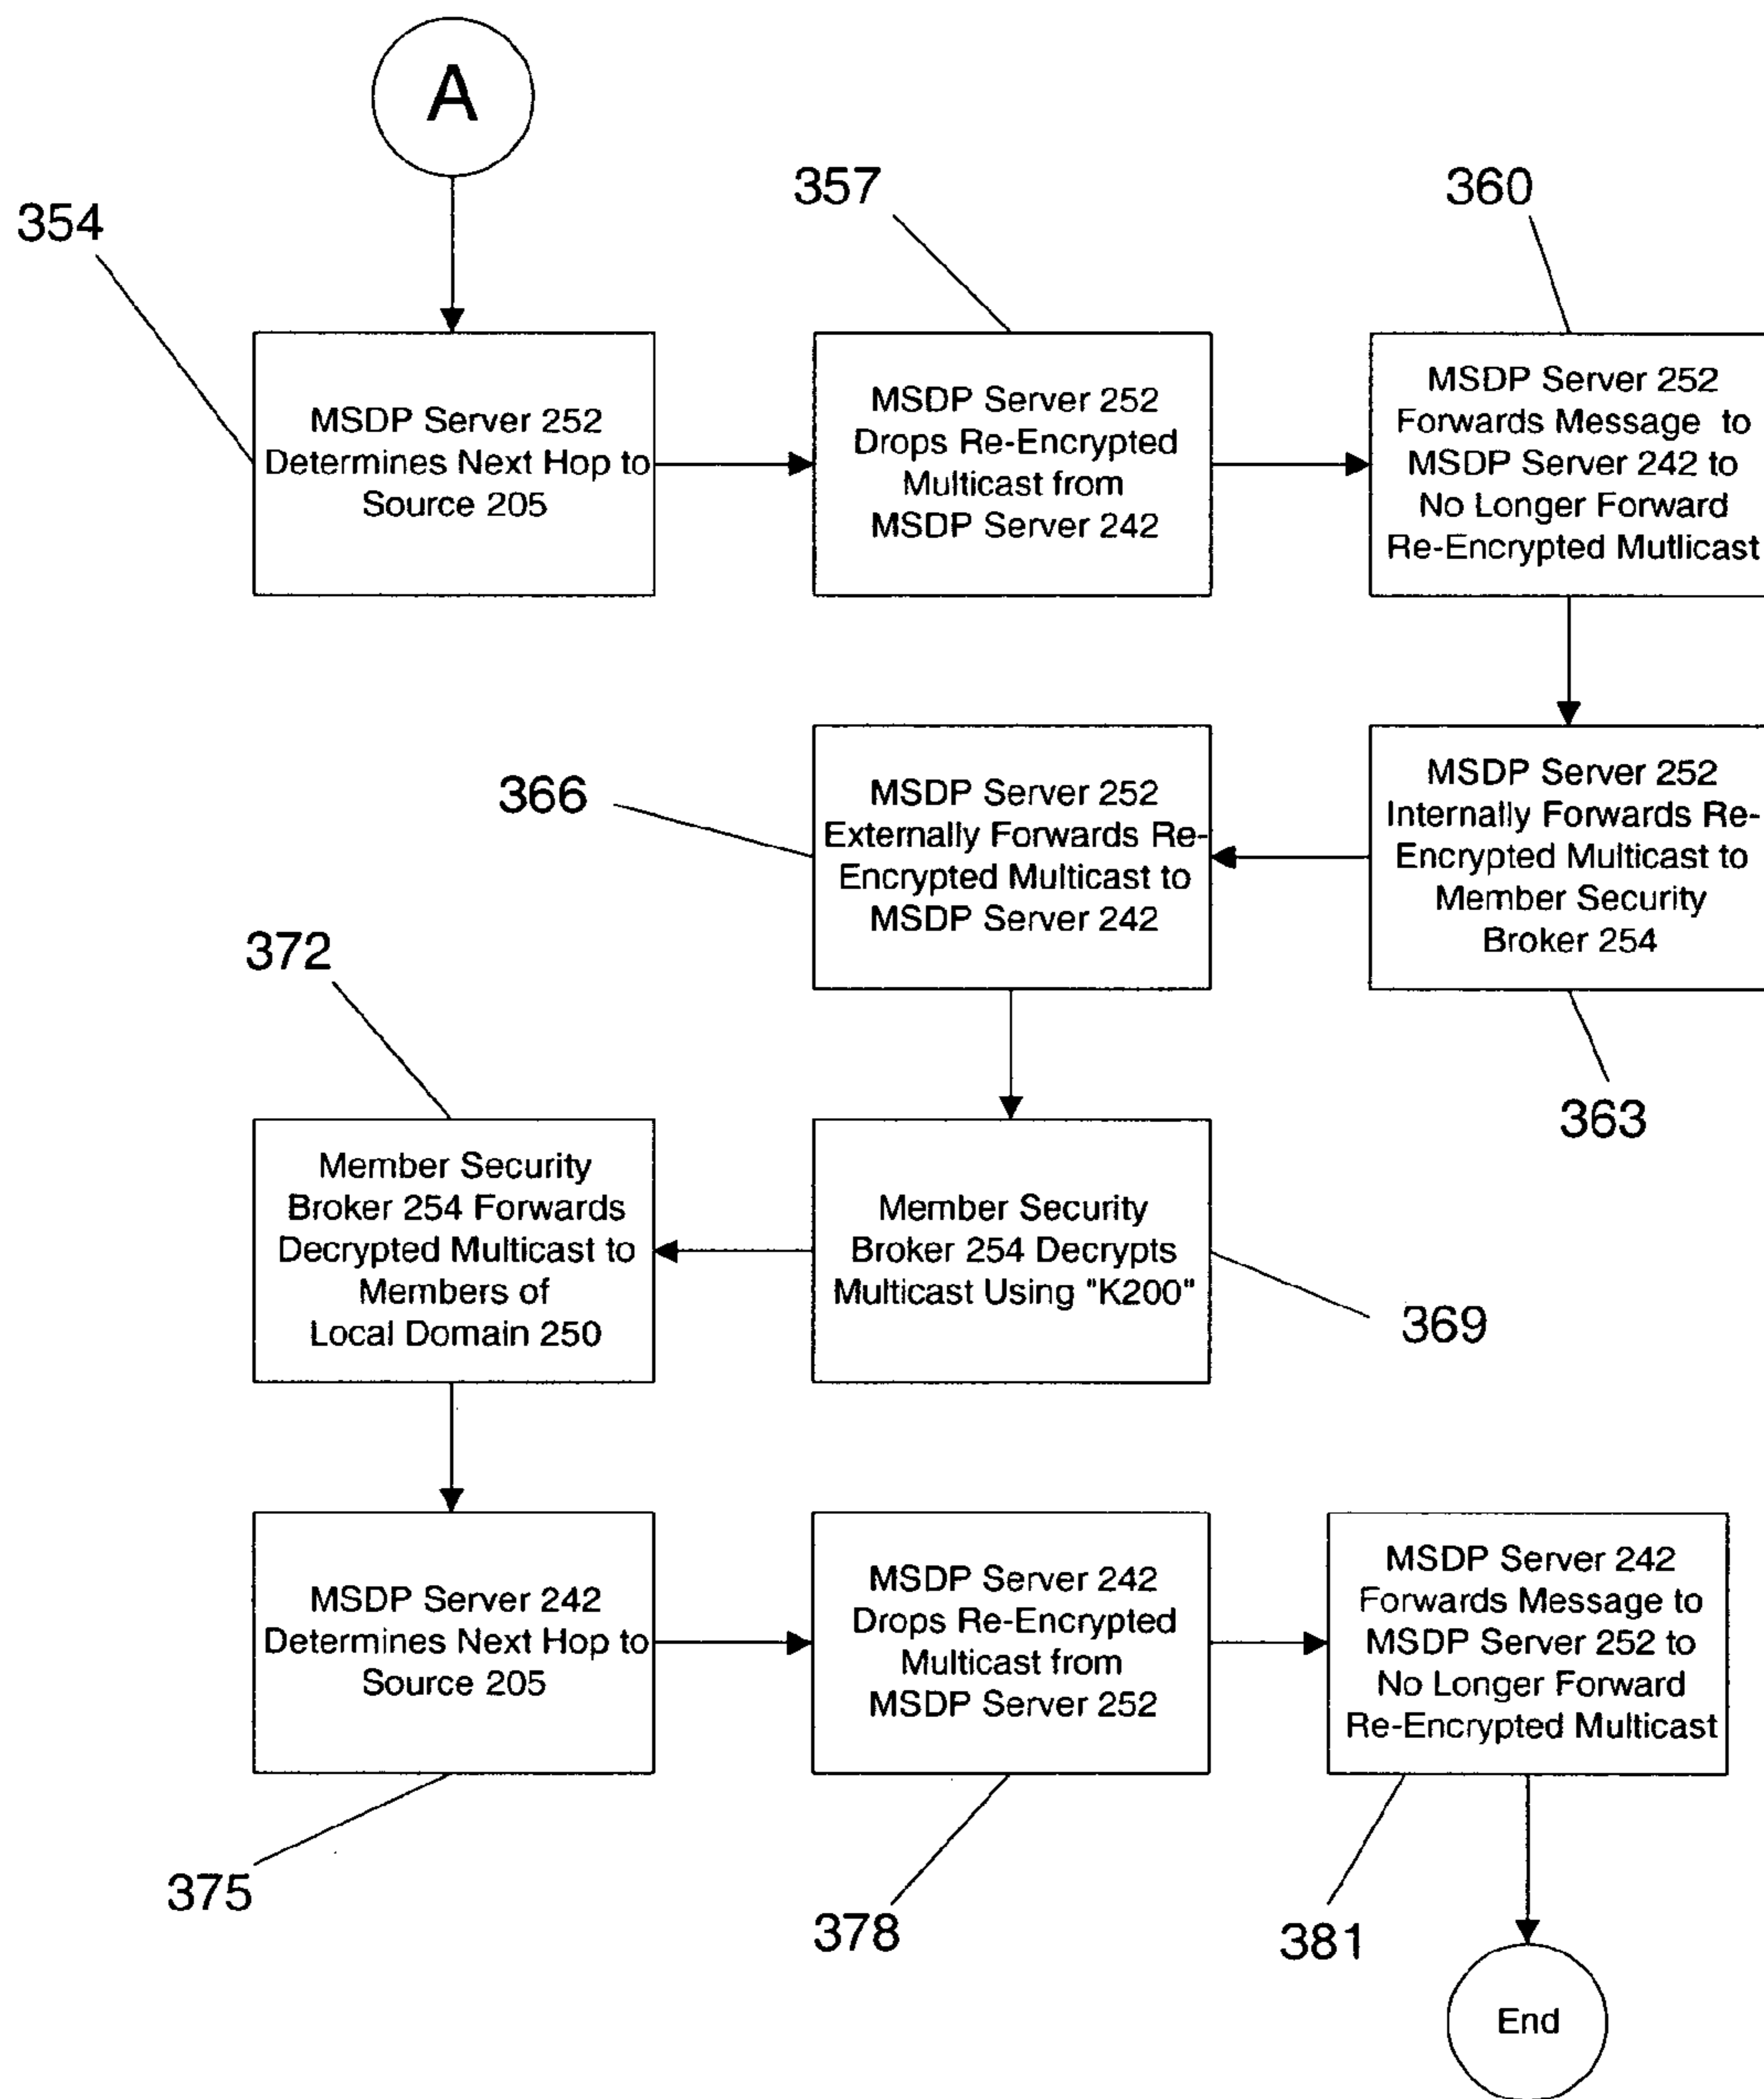 A
354
357
360
MSDP Server 252
Determines Next Hop to
Source 205
MSDP Server 252
Drops Re-Encrypted
Multicast from
MSDP Server 242
MSDP Server 252
Forwards Message to
MSDP Server 242 to
No Longer Forward
Re-Encrypted Mutlicast
MSDP Server 252
Internally Forwards Re-
Encrypted Multicast to
Member Security
Broker 254
363
366
MSDP Server 252
Externally Forwards Re-
Encrypted Multicast to
MSDP Server 242
Member Security
Broker 254 Decrypts
Multicast Using "K200"
369
372
Member Security
Broker 254 Forwards
Decrypted Multicast to
Members of
Local Domain 250
MSDP Server 242
Determines Next Hop to
Source 205
375
MSDP Server 242
Drops Re-Encrypted
Multicast from
MSDP Server 252
378
MSDP Server 242
Forwards Message to
MSDP Server 252 to
No Longer Forward
Re-Encrypted Multicast
381
End